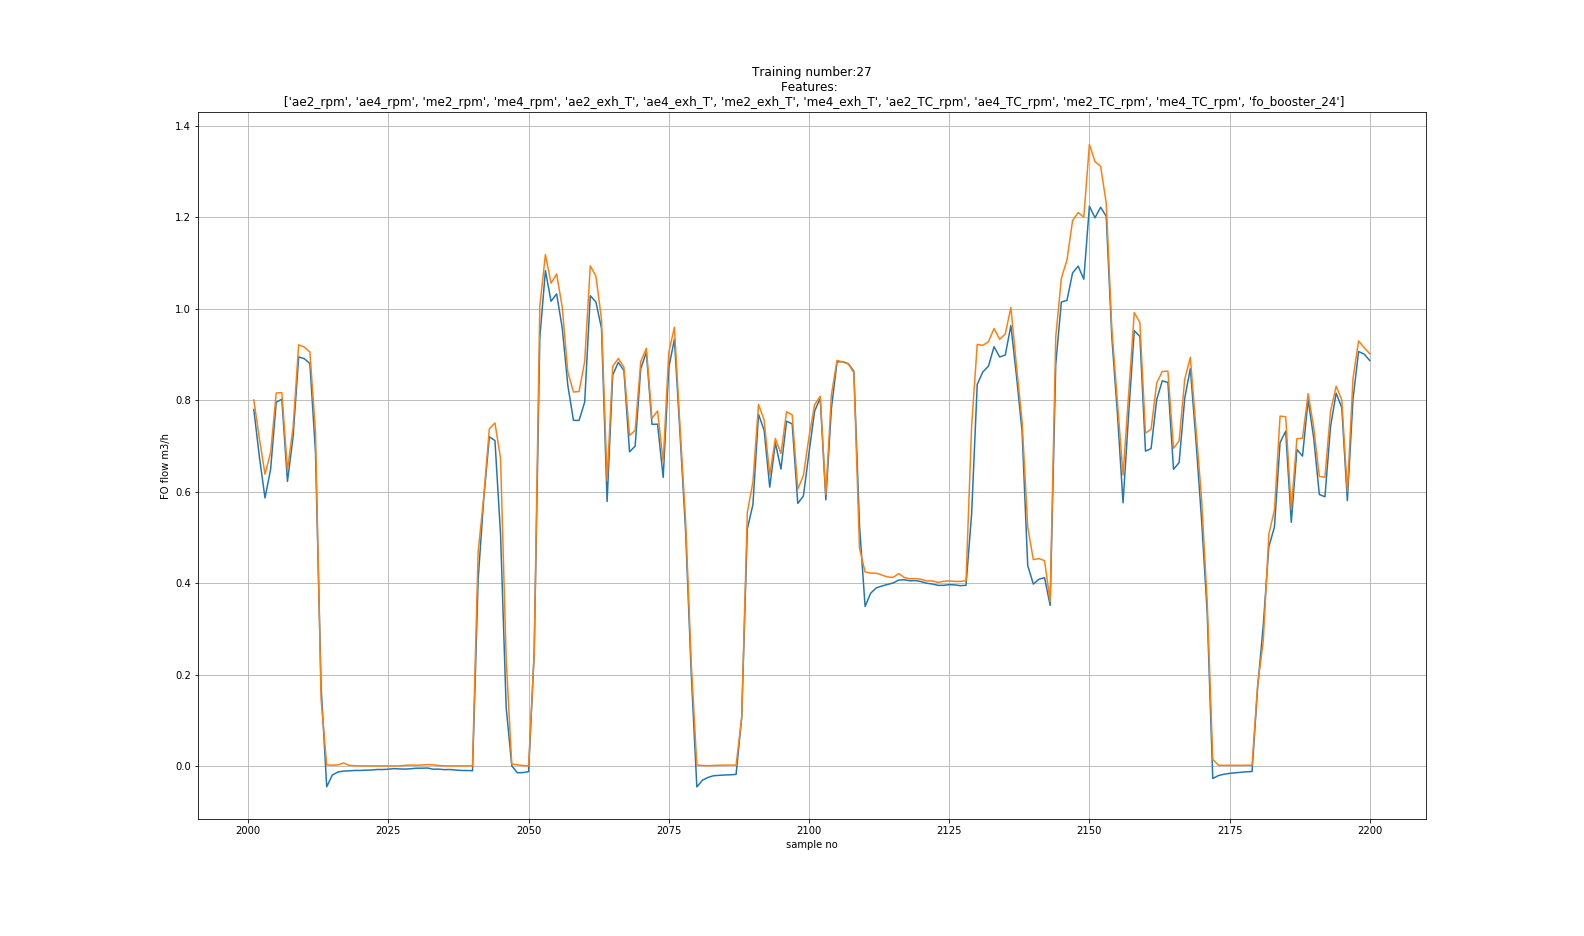 Training number:27
Features:
['ae2_rpm', 'ae4_rpm', 'me2_rpm', 'me4_rpm', 'ae2_exh_T', 'ae4_exh_T', 'me2_exh_T', 'me4_exh_T', 'ae2_TC_rpm', 'ae4_TC_rpm', 'me2_TC_rpm', 'me4_TC_rpm', 'fo_booster_24']
1.4
1.2
1.0
0.8
0.6
0.4
0.2
0.0
FO flow m3/h
2000 2025 2050 2075 2100 2125 2150 2175 2200
sample no